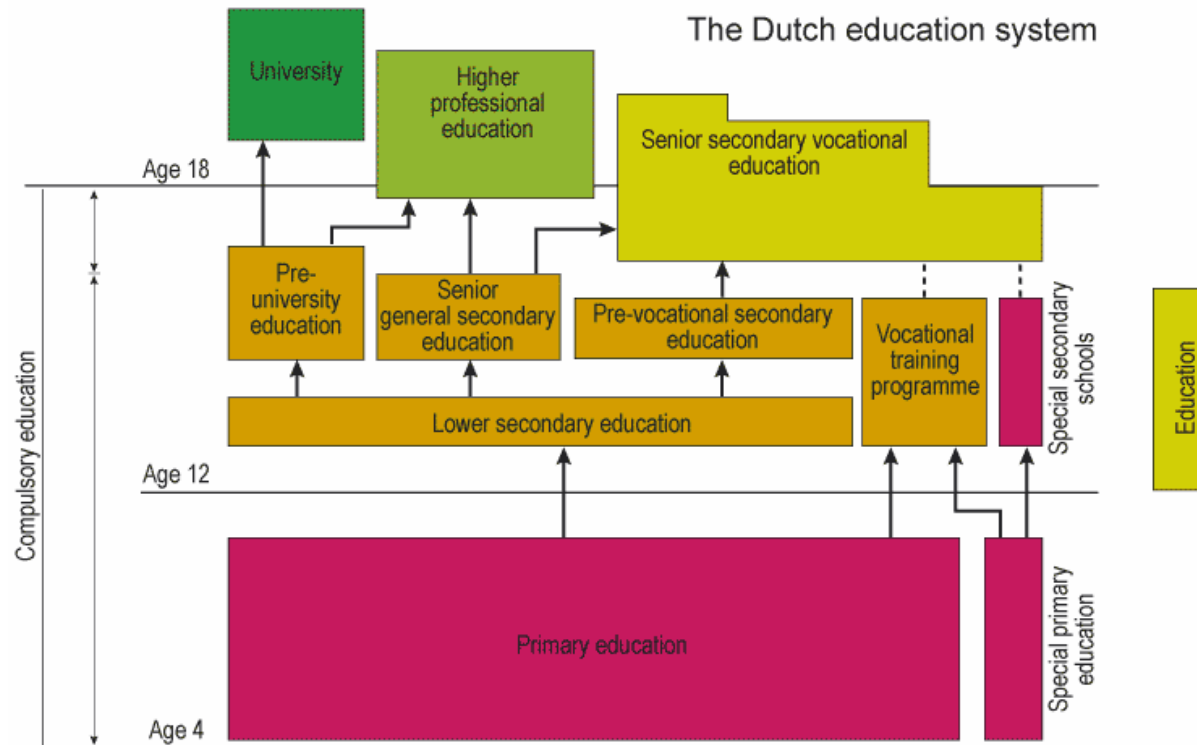 The Dutch education system
University
Higher
professional
education
Senior secondary vocational
education
Age 18
Pre-
university
education
Senior
general secondary
education
Pre-vocational secondary
education
Vocational
training
programme
Special secondary
schools
Lower secondary education
Education
Compulsory education
Age 12
Primary education
Special primary
education
Age 4